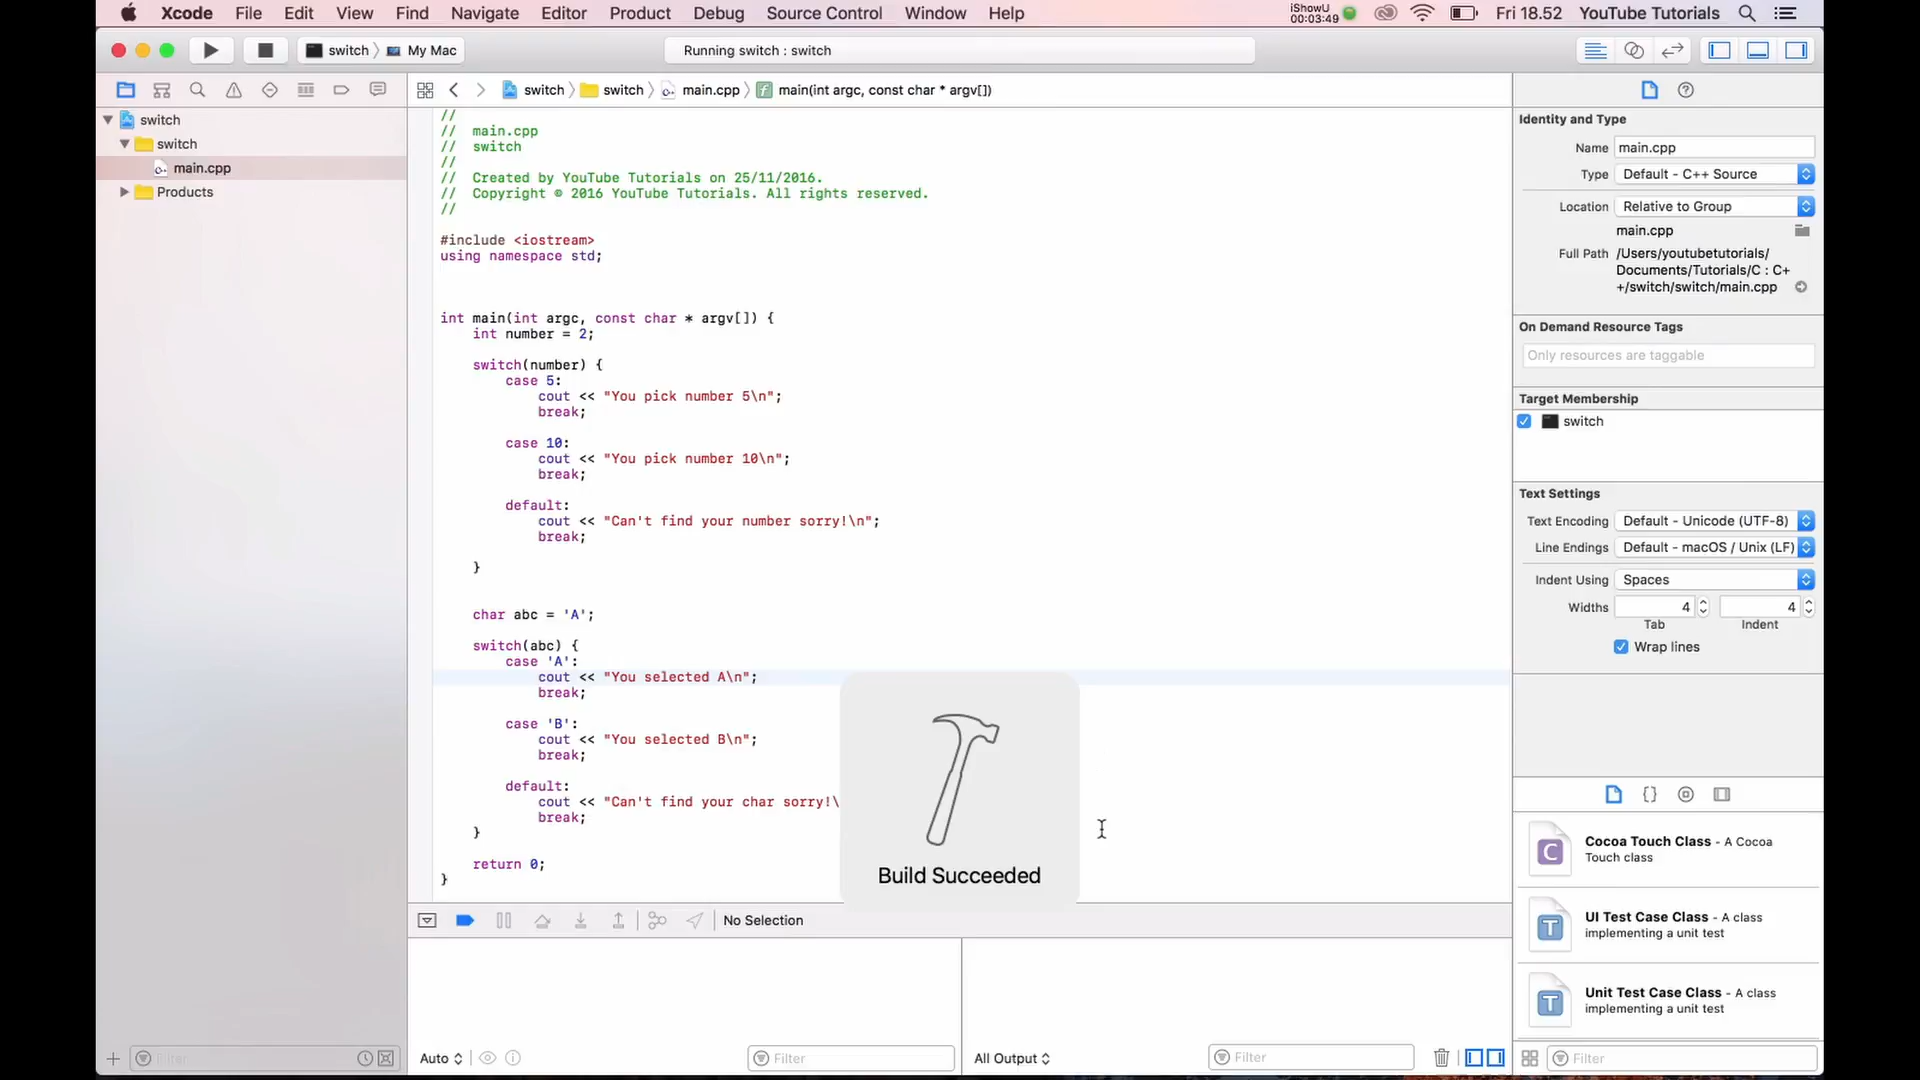 Xcode File Edit View Find Navigate Editor Product Debug Source Control Window Help
iShowU
00:03:49
Fri 18.52 YouTube Tutorials
switch My Mac
Running switch : switch
switch
switch
main.cpp
Products
switch switch main.cpp main(int argc, const char * argv[])
//
// main.cpp
// switch
//
// Created by YouTube Tutorials on 25/11/2016.
// Copyright © 2016 YouTube Tutorials. All rights reserved.
//
#include <iostream>
using namespace std;
int main(int argc, const char * argv[]) {
int number = 2;
switch(number) {
case 5:
cout << "You pick number 5\n";
break;
case 10:
cout << "You pick number 10\n";
break;
default:
cout << "Can't find your number sorry!\n";
break;
}
char abc = 'A';
switch(abc) {
case 'A':
cout << "You selected A\n";
break;
case 'B':
cout << "You selected B\n";
break;
default:
cout << "Can't find your char sorry!\
break;
}
return 0;
}
Build Succeeded
No Selection
Auto
Filter
All Output
Filter
Filter
Identity and Type
Name main.cpp
Type Default - C++ Source
Location Relative to Group
main.cpp
Full Path /Users/youtubetutorials/
Documents/Tutorials/C : C+
+/switch/switch/main.cpp
On Demand Resource Tags
Only resources are taggable
Target Membership
switch
Text Settings
Text Encoding Default - Unicode (UTF-8)
Line Endings Default - macOS / Unix (LF)
Indent Using Spaces
Widths 4 4
Tab Indent
Wrap lines
{}
C
Cocoa Touch Class - A Cocoa
Touch class
T
UI Test Case Class - A class
implementing a unit test
T
Unit Test Case Class - A class
implementing a unit test
Filter